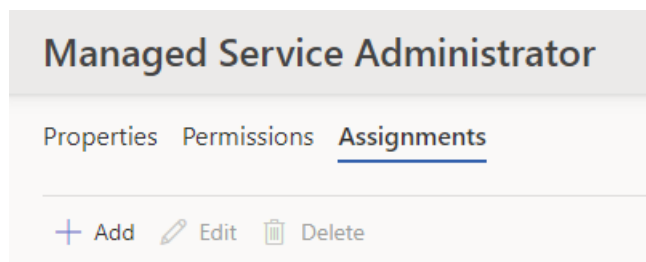 Managed Service Administrator
Properties Permissions Assignments
Add Edit Delete